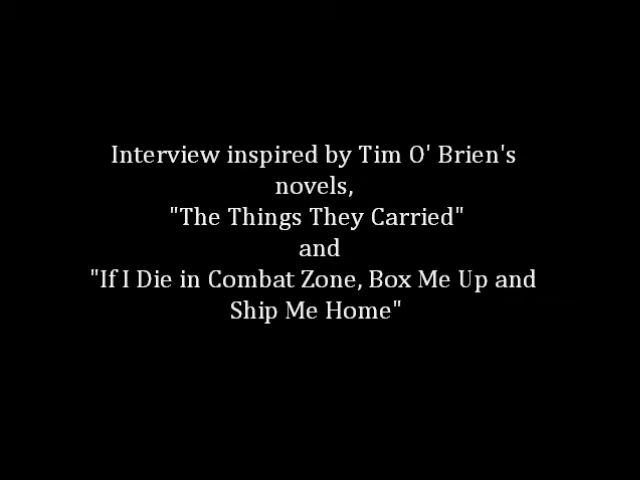 Interview inspired by Tim O' Brien's
novels,
"The Things They Carried"
and
"If I Die in Combat Zone, Box Me Up and
Ship Me Home"